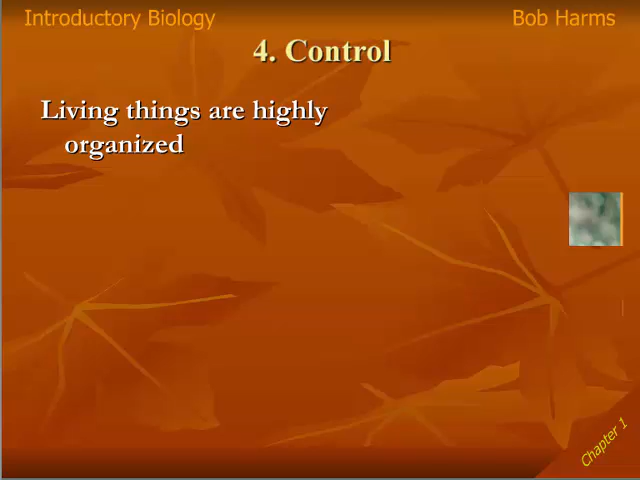 Introductory Biology
Bob Harms
4. Control
Living things are highly
organized
Chapter 1